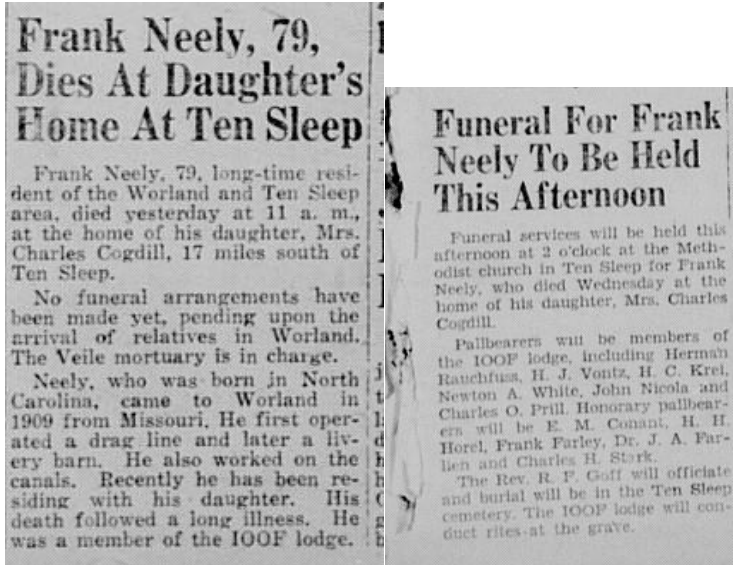 Frank Neely, 79,
Dies At Daughter's
Home At Ten Sleep
Frank Neely, 79, long-time resi-
dent of the Worland and Ten Sleep
area, died yesterday at 11 a. m.,
at the home of his daughter, Mrs.
Charles Cogdill, 17 miles south of
Ten Sleep.
No funeral arrangements have
been made yet, pending upon the
arrival of relatives in Worland.
The Veile mortuary is in charge.
Neely, who was born in North
Carolina, came to Worland in
1909 from Missouri. He first oper-
ated a drag line and later a liv-
ery barn. He also worked on the
canals. Recently he has been re-
siding with his daughter. His
death followed a long illness. He
was a member of the IOOF lodge.
Funeral For Frank
Neely To Be Held
This Afternoon
Funeral services will be held this
afternoon at 2 o'clock at the Meth-
odist church in Ten Sleep for Frank
Neely, who died Wednesday at the
home of his daughter, Mrs. Charles
Cogdill.
Pallbearers will be members of
the IOOF lodge, including Herman
Rauchfuss, H. J. Vontz, H. C. Krei,
Newton A. White, John Nicola and
Charles O. Prill. Honorary pallbear-
ers will be E. M. Conant, H. H.
Horel, Frank Farley, Dr. J. A. Far-
lien and Charles H. Stark.
The Rev. R. F. Goff will officiate
and burial will be in the Ten Sleep
cemetery. The IOOF lodge will con-
duct rites at the grave.